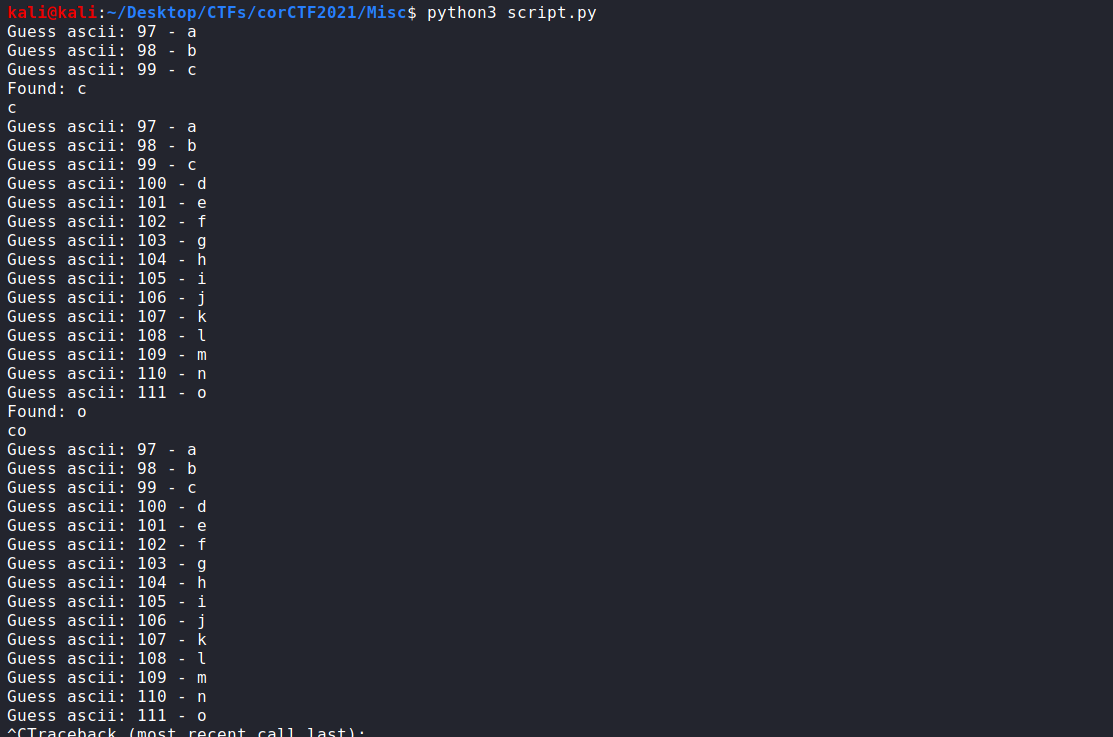 kali@kali:~/Desktop/CTFs/corCTF2021/Misc$ python3 script.py
Guess ascii: 97 - a
Guess ascii: 98 - b
Guess ascii: 99 - c
Found: c
c
Guess ascii: 97 - a
Guess ascii: 98 - b
Guess ascii: 99 - c
Guess ascii: 100 - d
Guess ascii: 101 - e
Guess ascii: 102 - f
Guess ascii: 103 - g
Guess ascii: 104 - h
Guess ascii: 105 - i
Guess ascii: 106 - j
Guess ascii: 107 - k
Guess ascii: 108 - l
Guess ascii: 109 - m
Guess ascii: 110 - n
Guess ascii: 111 - o
Found: o
co
Guess ascii: 97 - a
Guess ascii: 98 - b
Guess ascii: 99 - c
Guess ascii: 100 - d
Guess ascii: 101 - e
Guess ascii: 102 - f
Guess ascii: 103 - g
Guess ascii: 104 - h
Guess ascii: 105 - i
Guess ascii: 106 - j
Guess ascii: 107 - k
Guess ascii: 108 - l
Guess ascii: 109 - m
Guess ascii: 110 - n
Guess ascii: 111 - o
^CTraceback (most recent call last):